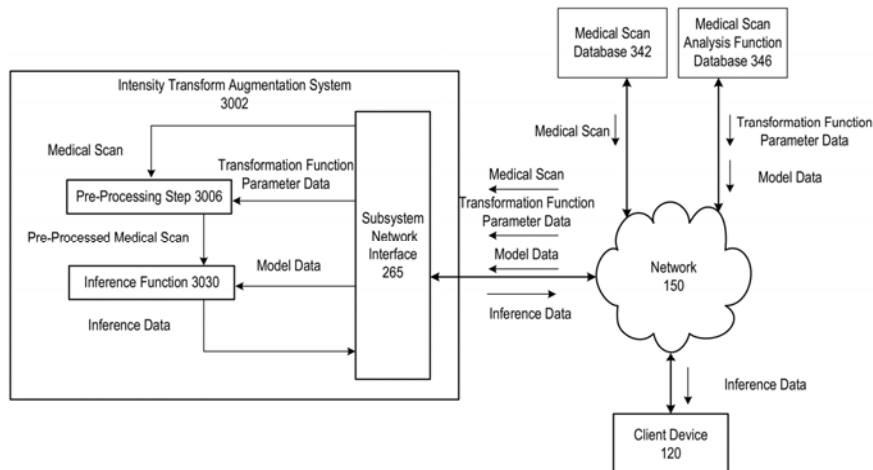 Medical Scan
Database 342
Medical Scan
Analysis Function
Database 346
Intensity Transform Augmentation System
3002
Medical Scan
Transformation Function
Parameter Data
Medical Scan
Transformation Function
Parameter Data
Model Data
Pre-Processing Step 3006
Medical Scan
Transformation Function
Parameter Data
Subsystem
Network
Interface
265
Pre-Processed Medical Scan
Model Data
Inference Function 3030
Model Data
Network
150
Inference Data
Inference Data
Inference Data
Client Device
120